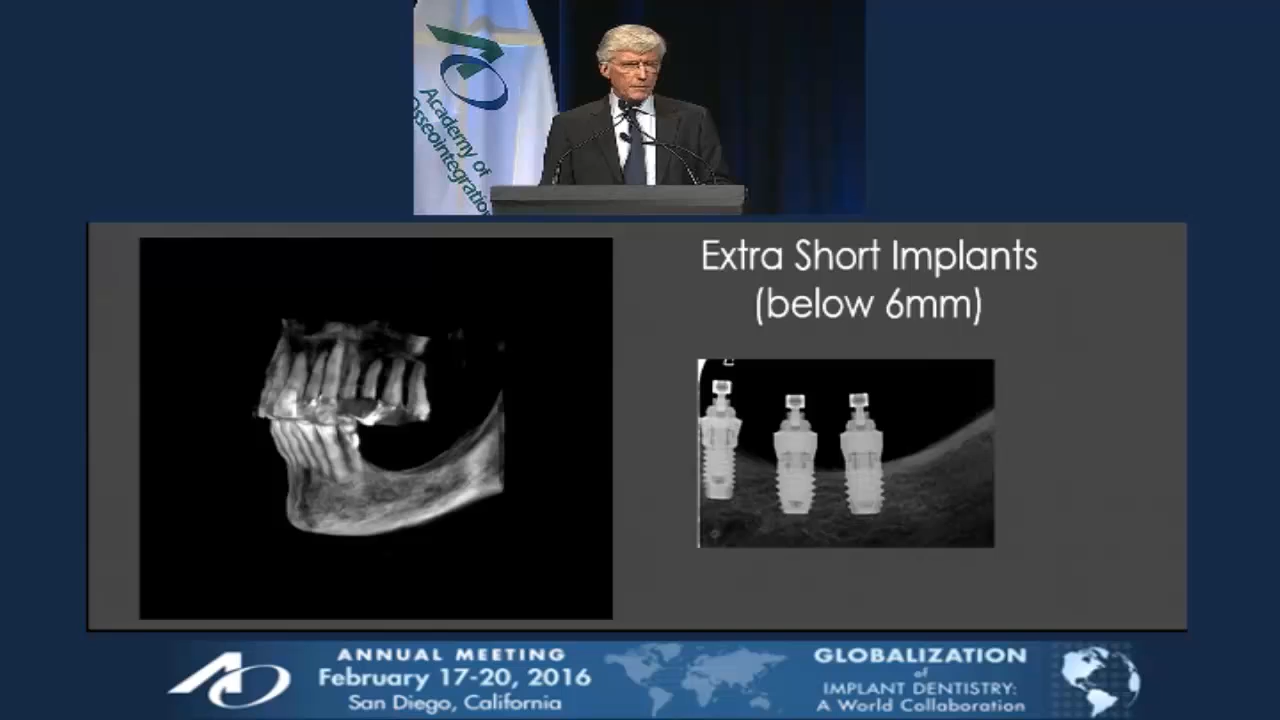 Academy of
Osseointegration
Extra Short Implants
(below 6mm)
AO
ANNUAL MEETING
February 17-20, 2016
San Diego, California
GLOBALIZATION
of
IMPLANT DENTISTRY:
A World Collaboration